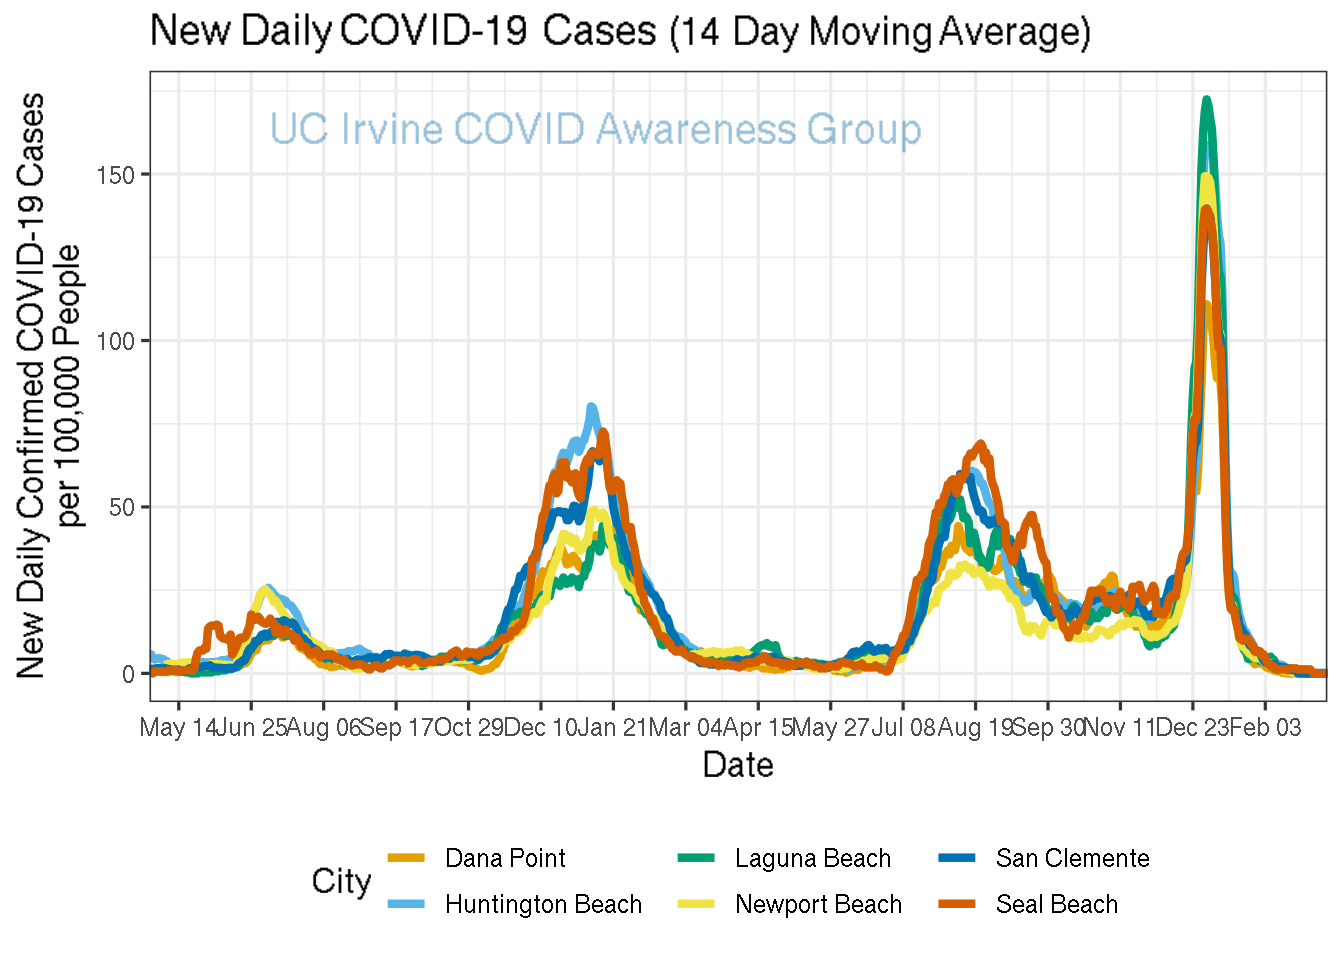 New Daily COVID-19 Cases (14 Day Moving Average)
UC Irvine COVID Awareness Group
New Daily Confirmed COVID-19 Cases
per 100,000 People
150
100
50
0
May 14 Jun 25 Aug 06 Sep 17 Oct 29 Dec 10 Jan 21 Mar 04 Apr 15 May 27 Jul 08 Aug 19 Sep 30 Nov 11 Dec 23 Feb 03
Date
City
Dana Point Laguna Beach San Clemente
Huntington Beach Newport Beach Seal Beach